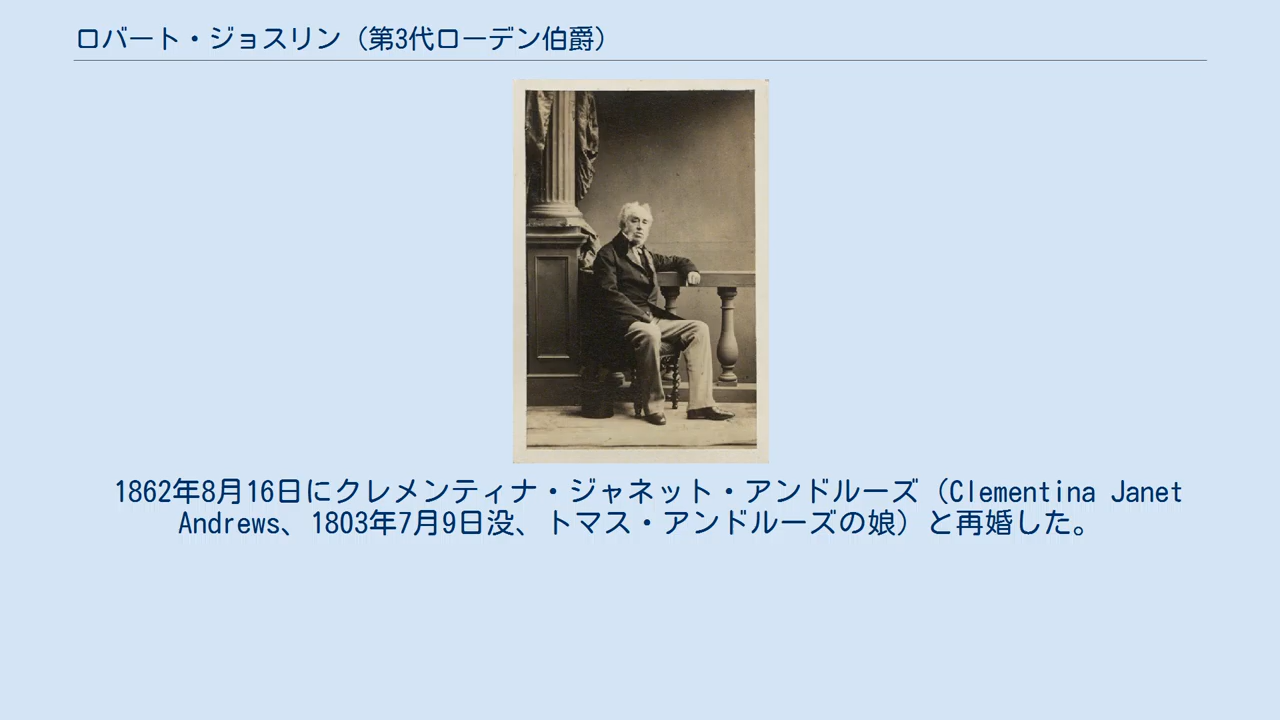 ロバート・ジョスリン（第3代ローデン伯爵）
1862年8月16日にクレメンティナ・ジャネット・アンドルーズ（Clementina Janet
Andrews、1803年7月9日没、トマス・アンドルーズの娘）と再婚した。